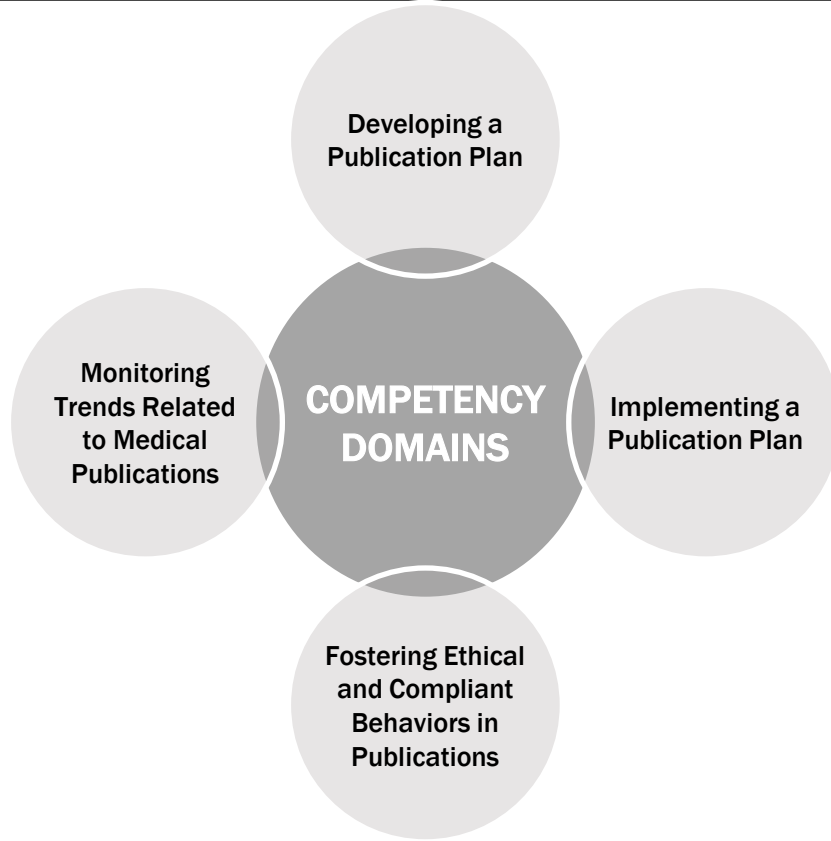 Developing a
Publication Plan
Monitoring
Trends Related
to Medical
Publications
COMPETENCY
DOMAINS
Implementing a
Publication Plan
Fostering Ethical
and Compliant
Behaviors in
Publications